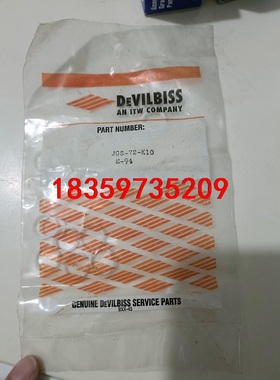 DEVILBISS
AN ITW COMPANY
PART NUMBER:
JGS-72-K10
E-94
18359735209
GENUINE DEVILBISS SERVICE PARTS